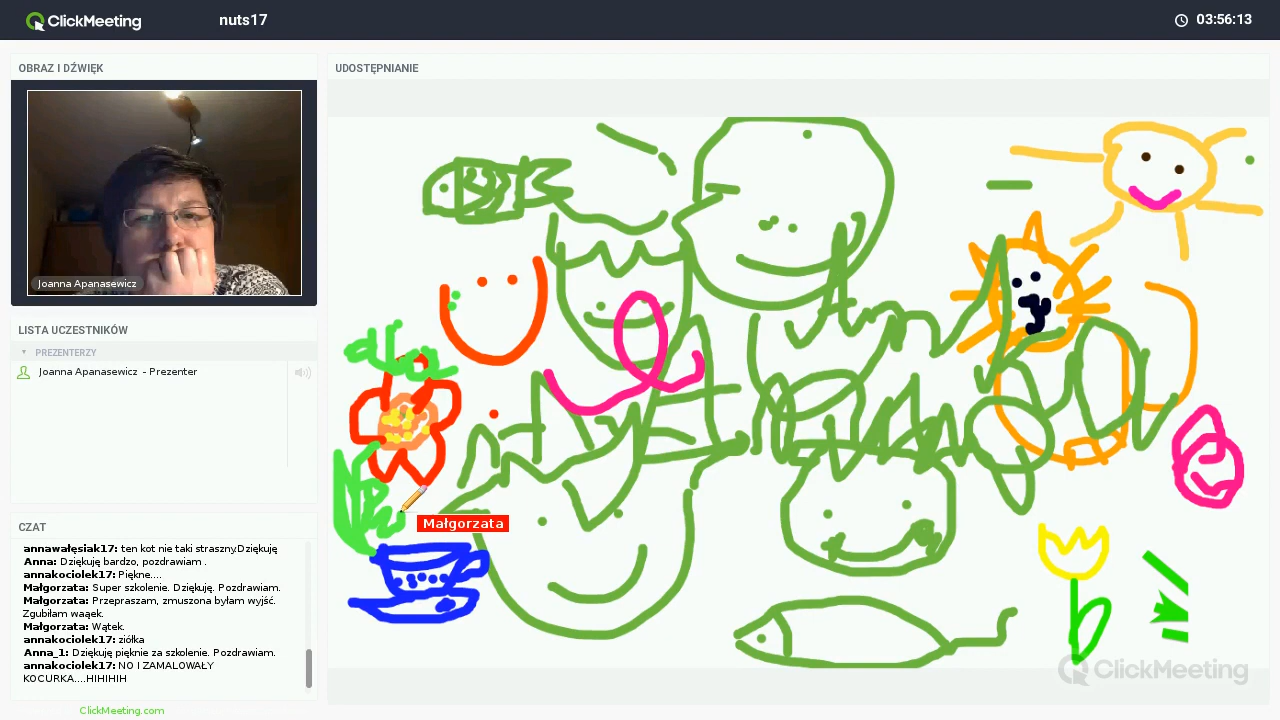 ClickMeeting
nuts17
03:56:13
OBRAZ I DŹWIĘK
UDOSTĘPNIANIE
Joanna Apanasewicz
LISTA UCZESTNIKÓW
PREZENTERZY
Joanna Apanasewicz - Prezenter
Małgorzata
CZAT
annawałęsiak17: ten kot nie taki straszny.Dziękuję
Anna: Dziękuję bardzo, pozdrawiam .
annakociolek17: Piękne....
Małgorzata: Super szkolenie. Dziękuję. Pozdrawiam.
Małgorzata: Przepraszam, zmuszona byłam wyjść.
Zgubiłam waąek.
Małgorzata: Wątek.
annakociolek17: ziółka
Anna_1: Dziękuję pięknie za szkolenie. Pozdrawiam.
annakociolek17: NO I ZAMALOWAŁY
KOCURKA....HIHIHIH
ClickMeeting
ClickMeeting.com